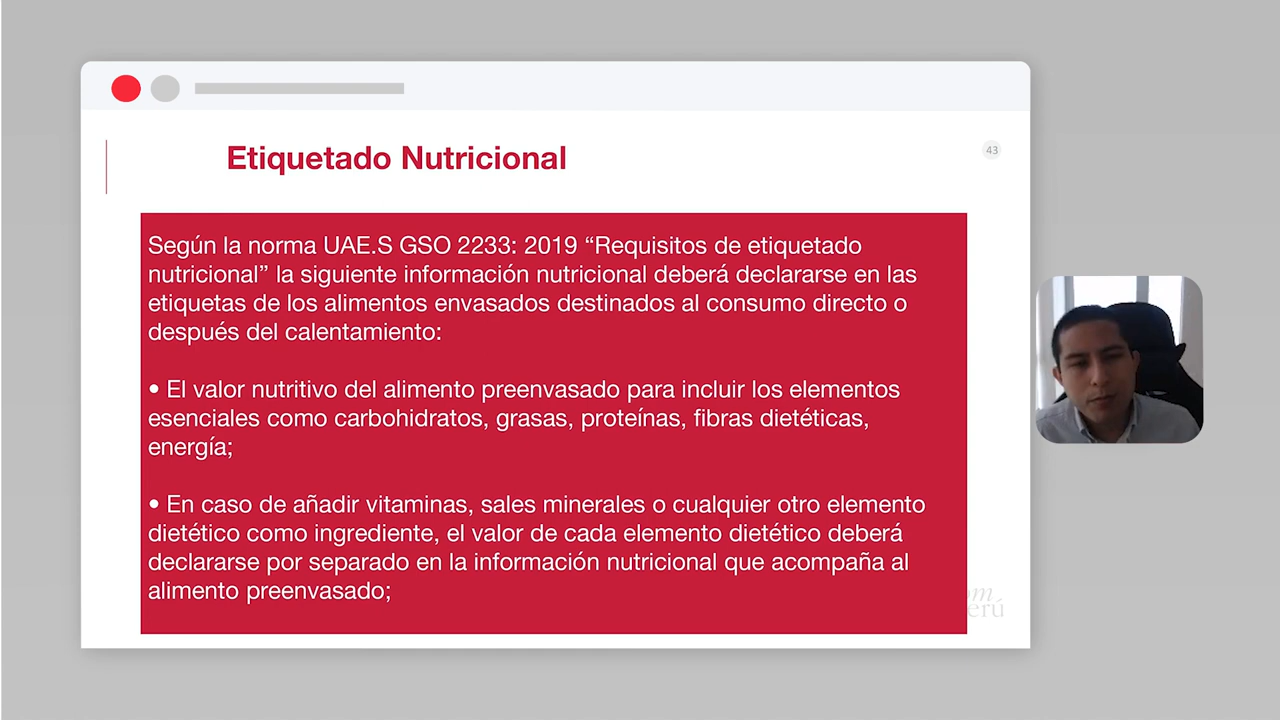 Etiquetado Nutricional
43
Según la norma UAE.S GSO 2233: 2019 “Requisitos de etiquetado
nutricional” la siguiente información nutricional deberá declararse en las
etiquetas de los alimentos envasados destinados al consumo directo o
después del calentamiento:
• El valor nutritivo del alimento preenvasado para incluir los elementos
esenciales como carbohidratos, grasas, proteínas, fibras dietéticas,
energía;
• En caso de añadir vitaminas, sales minerales o cualquier otro elemento
dietético como ingrediente, el valor de cada elemento dietético deberá
declararse por separado en la información nutricional que acompaña al
alimento preenvasado;